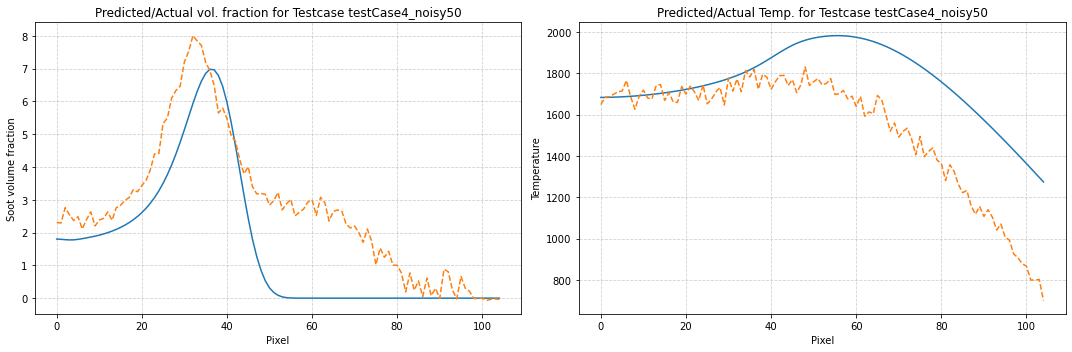 Predicted/Actual vol. fraction for Testcase testCase4_noisy50
8
7
6
5
4
3
2
1
0
Soot volume fraction
0 20 40 60 80 100
Pixel
Predicted/Actual Temp. for Testcase testCase4_noisy50
2000
1800
1600
1400
1200
1000
800
Temperature
0 20 40 60 80 100
Pixel